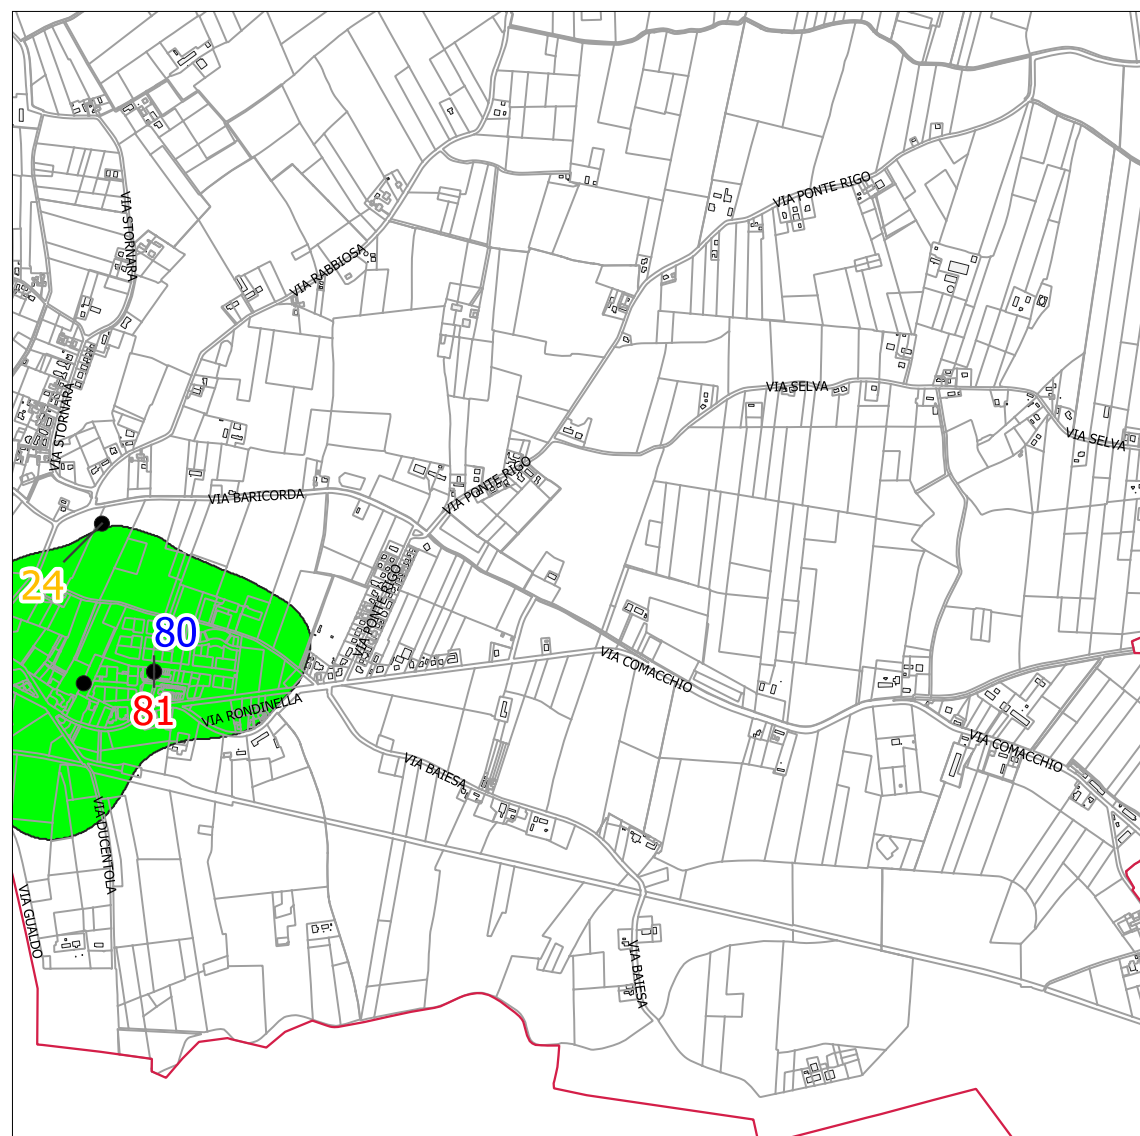 VIA PONTE RIGO
VIA STORNARA
VIA RABBIOSA
VIA SELVA
VIA STORNARA
VIA SELVA
VIA PONTE RIGO
VIA BARICORDA
24
VIA PONTE RIGO
80
VIA COMACCHIO
81
VIA RONDINELLA
VIA COMACCHIO
VIA BAIESA
VIA DUCENTOLA
VIA GUALDO
VIA BAIESA